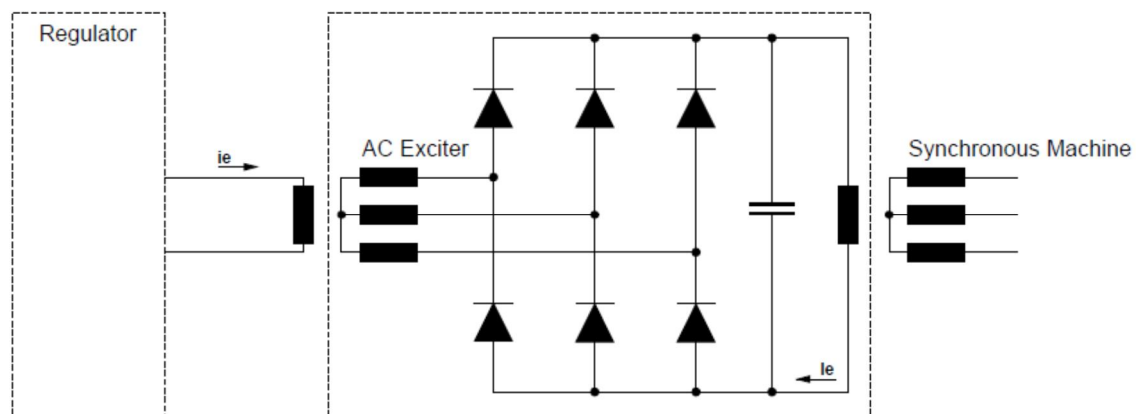 Regulator
ie
AC Exciter
Synchronous Machine
Ie